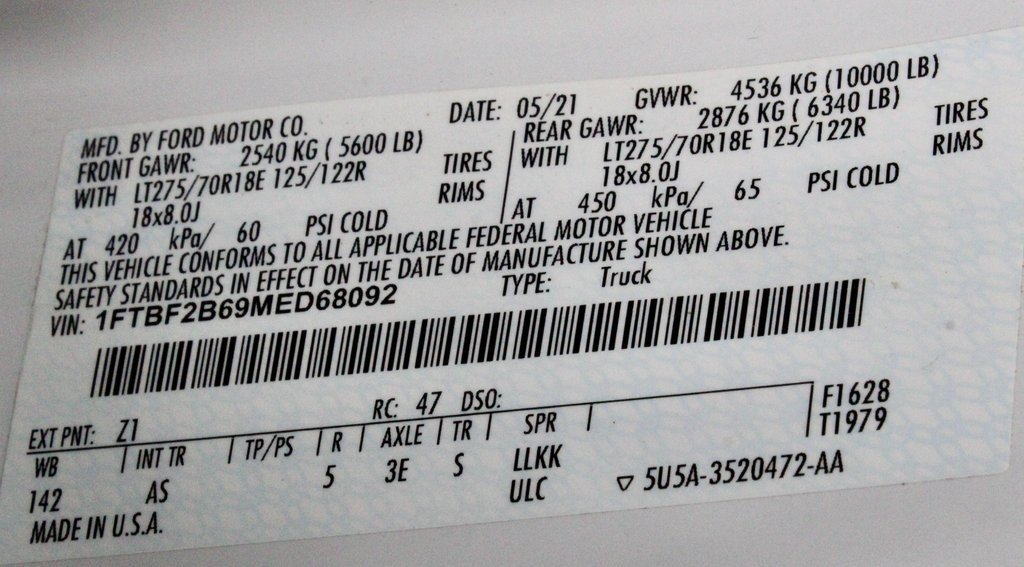 MFD. BY FORD MOTOR CO. DATE: 05/21 GVWR: 4536 KG (10000 LB)
FRONT GAWR: 2540 KG ( 5600 LB) REAR GAWR: 2876 KG ( 6340 LB)
WITH LT275/70R18E 125/122R TIRES WITH LT275/70R18E 125/122R TIRES
18x8.0J RIMS 18x8.0J RIMS
AT 420 kPa/ 60 PSI COLD AT 450 kPa/ 65 PSI COLD
THIS VEHICLE CONFORMS TO ALL APPLICABLE FEDERAL MOTOR VEHICLE
SAFETY STANDARDS IN EFFECT ON THE DATE OF MANUFACTURE SHOWN ABOVE.
VIN: 1FTBF2B69MED68092 TYPE: Truck
EXT PNT: Z1 RC: 47 DSO: F1628
WB INT TR TP/PS R AXLE TR SPR T1979
142 AS 5 3E S LLKK
ULC ▽ 5U5A-3520472-AA
MADE IN U.S.A.